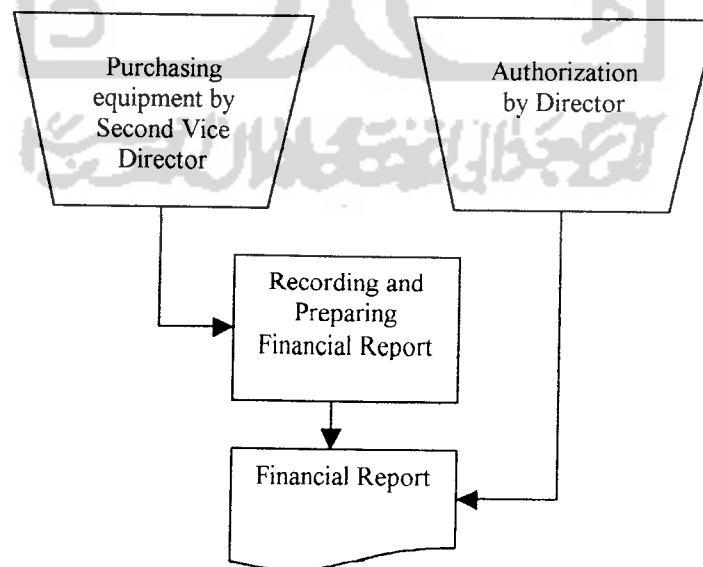 Purchasing
equipment by
Second Vice
Director
Authorization
by Director
Recording and
Preparing
Financial Report
Financial Report